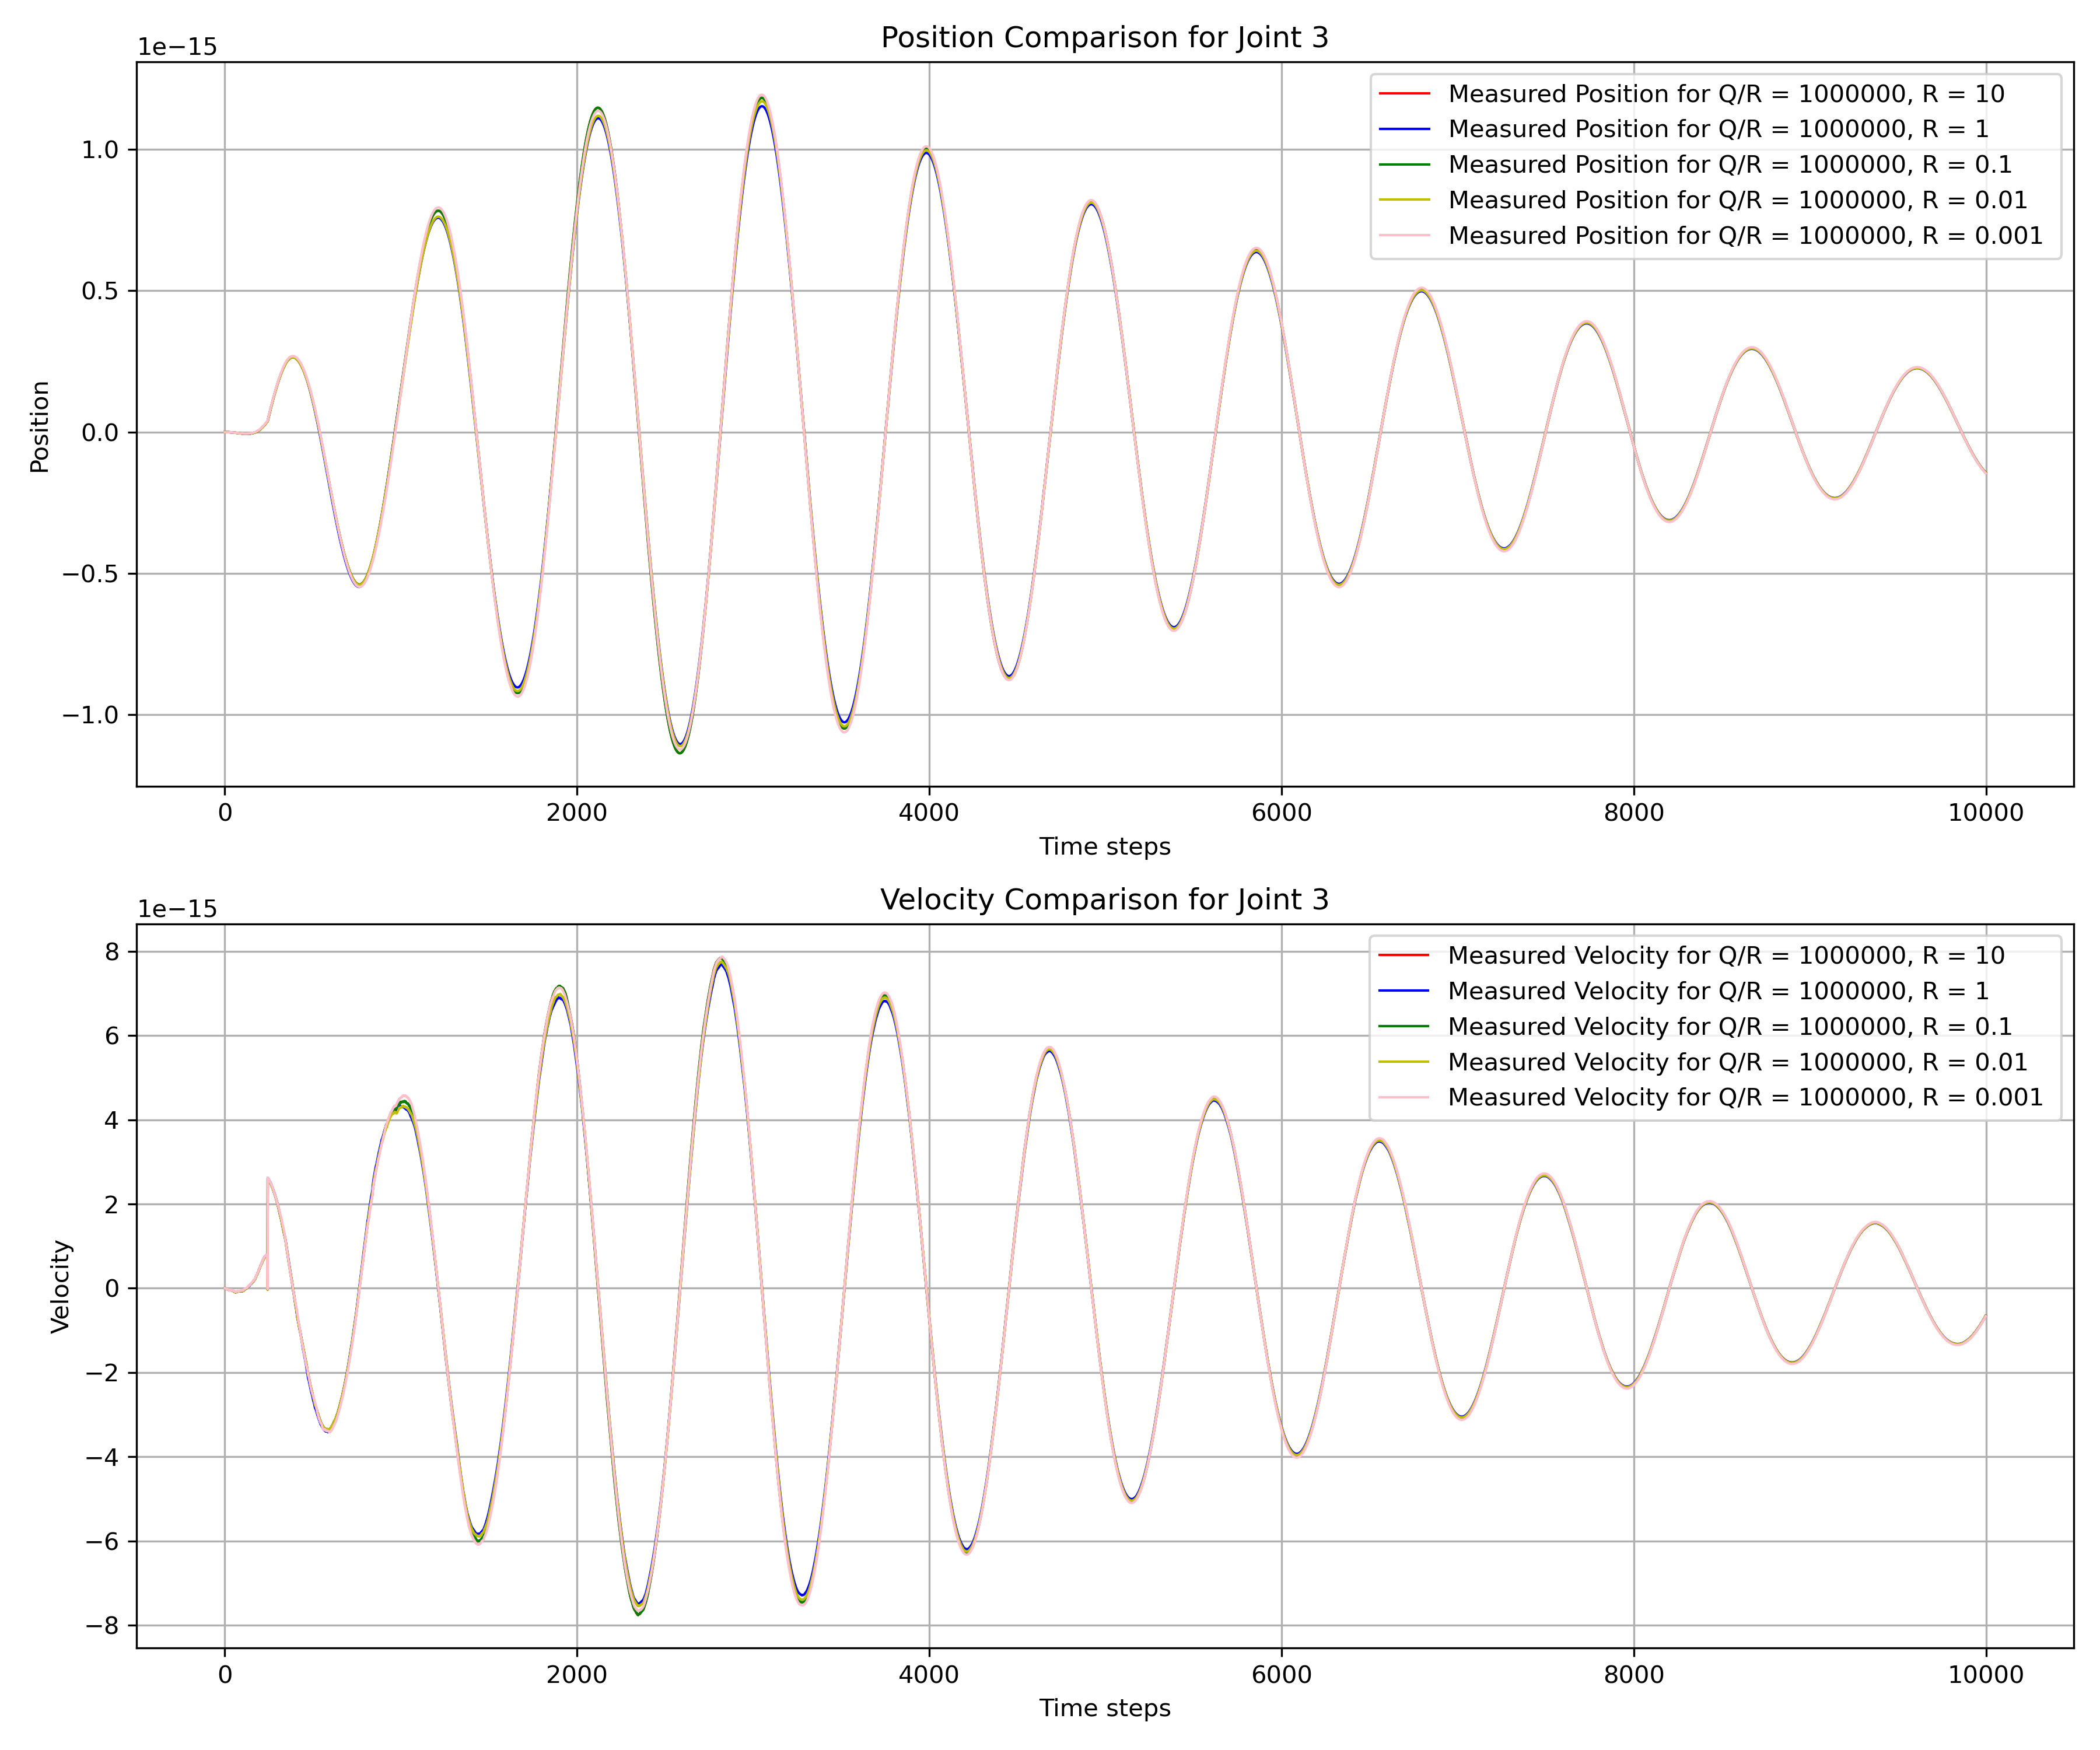 Position Comparison for Joint 3
1e−15
Measured Position for Q/R = 1000000, R = 10
Measured Position for Q/R = 1000000, R = 1
Measured Position for Q/R = 1000000, R = 0.1
Measured Position for Q/R = 1000000, R = 0.01
Measured Position for Q/R = 1000000, R = 0.001
1.0
0.5
0.0
−0.5
−1.0
Position
0 2000 4000 6000 8000 10000
Time steps
Velocity Comparison for Joint 3
1e−15
Measured Velocity for Q/R = 1000000, R = 10
Measured Velocity for Q/R = 1000000, R = 1
Measured Velocity for Q/R = 1000000, R = 0.1
Measured Velocity for Q/R = 1000000, R = 0.01
Measured Velocity for Q/R = 1000000, R = 0.001
8
6
4
2
0
−2
−4
−6
−8
Velocity
0 2000 4000 6000 8000 10000
Time steps